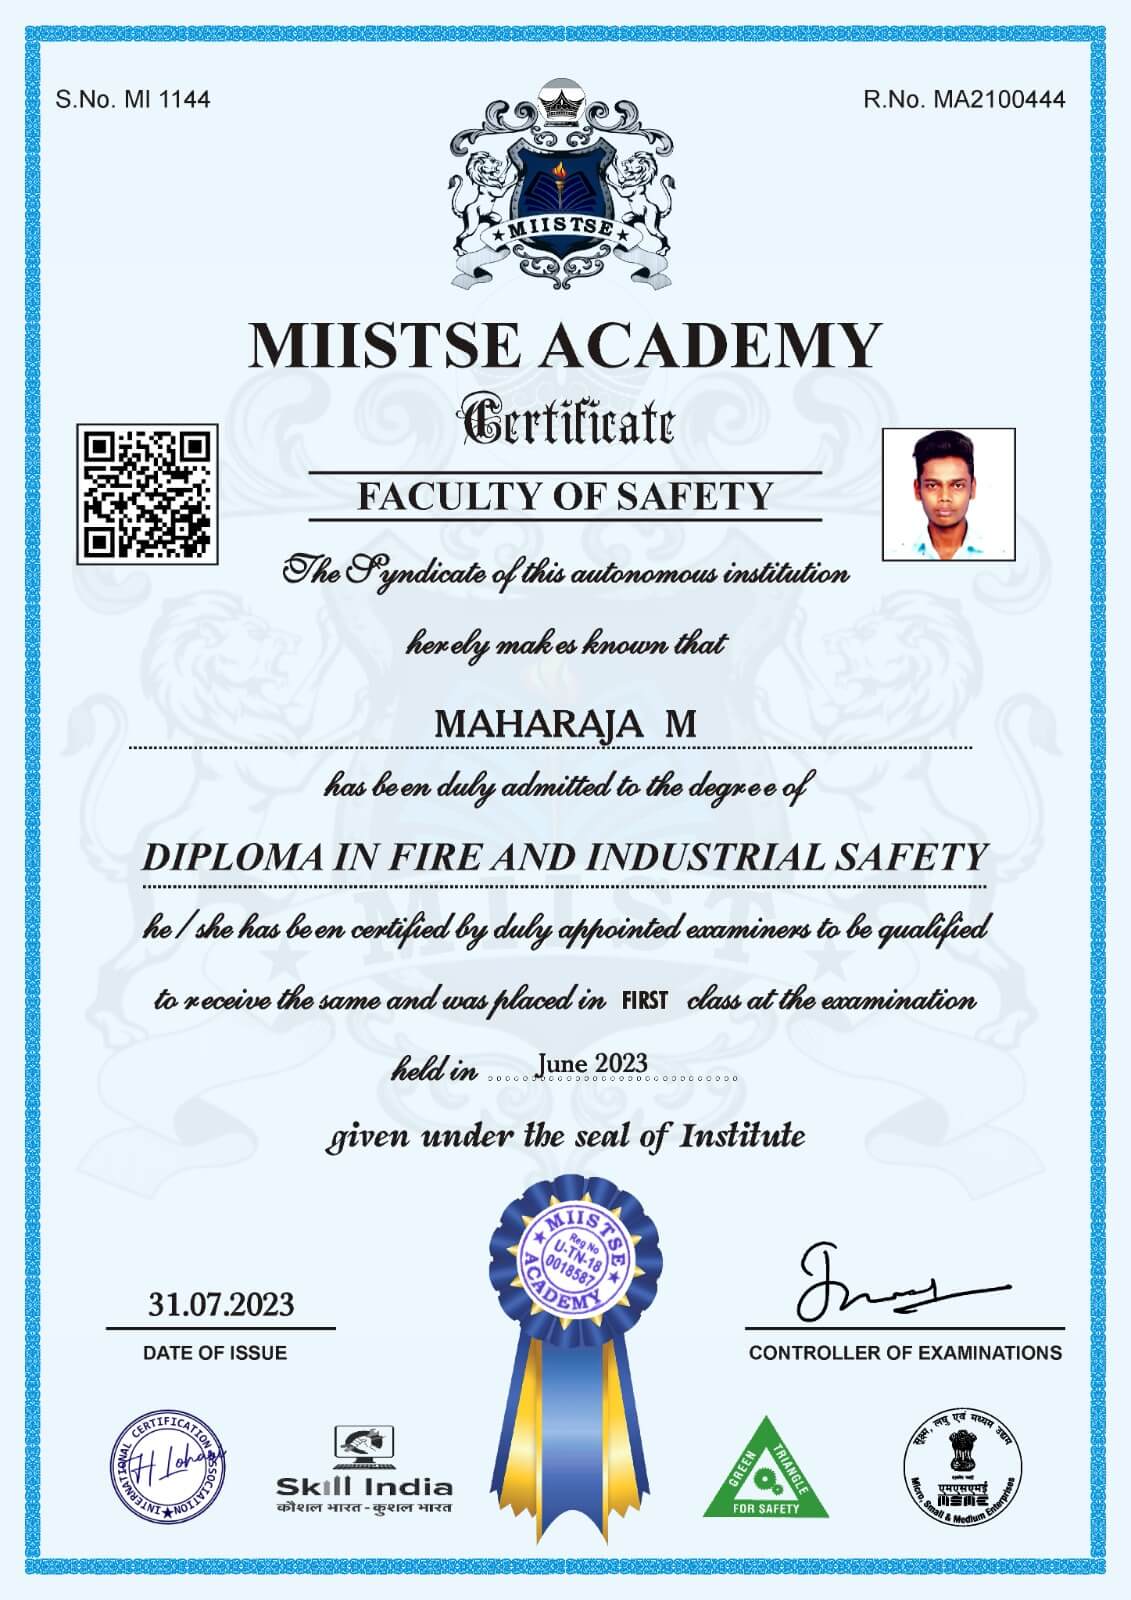 S.No. MI 1144
R.No. MA2100444
★ MIISTSE ★
MIISTSE ACADEMY
Certificate
FACULTY OF SAFETY
The Syndicate of this autonomous institution
herely makes known that
MAHARAJA M
has been duly admitted to the degree of
DIPLOMA IN FIRE AND INDUSTRIAL SAFETY
he / she has been certified by duly appointed examiners to be qualified
to receive the same and was placed in FIRST class at the examination
held in June 2023
given under the seal of Institute
★ MIISTSE ★
Reg No
U-TN-18
0018587
ACADEMY
31.07.2023
DATE OF ISSUE
CONTROLLER OF EXAMINATIONS
INTERNATIONAL CERTIFICATION ASSOCIATION
Skill India
कौशल भारत - कुशल भारत
GREEN TRIANGLE
FOR SAFETY
सूक्ष्म, लघु एवं मध्यम उद्यम
एमएसएमई
MSME
Micro, Small & Medium Enterprises